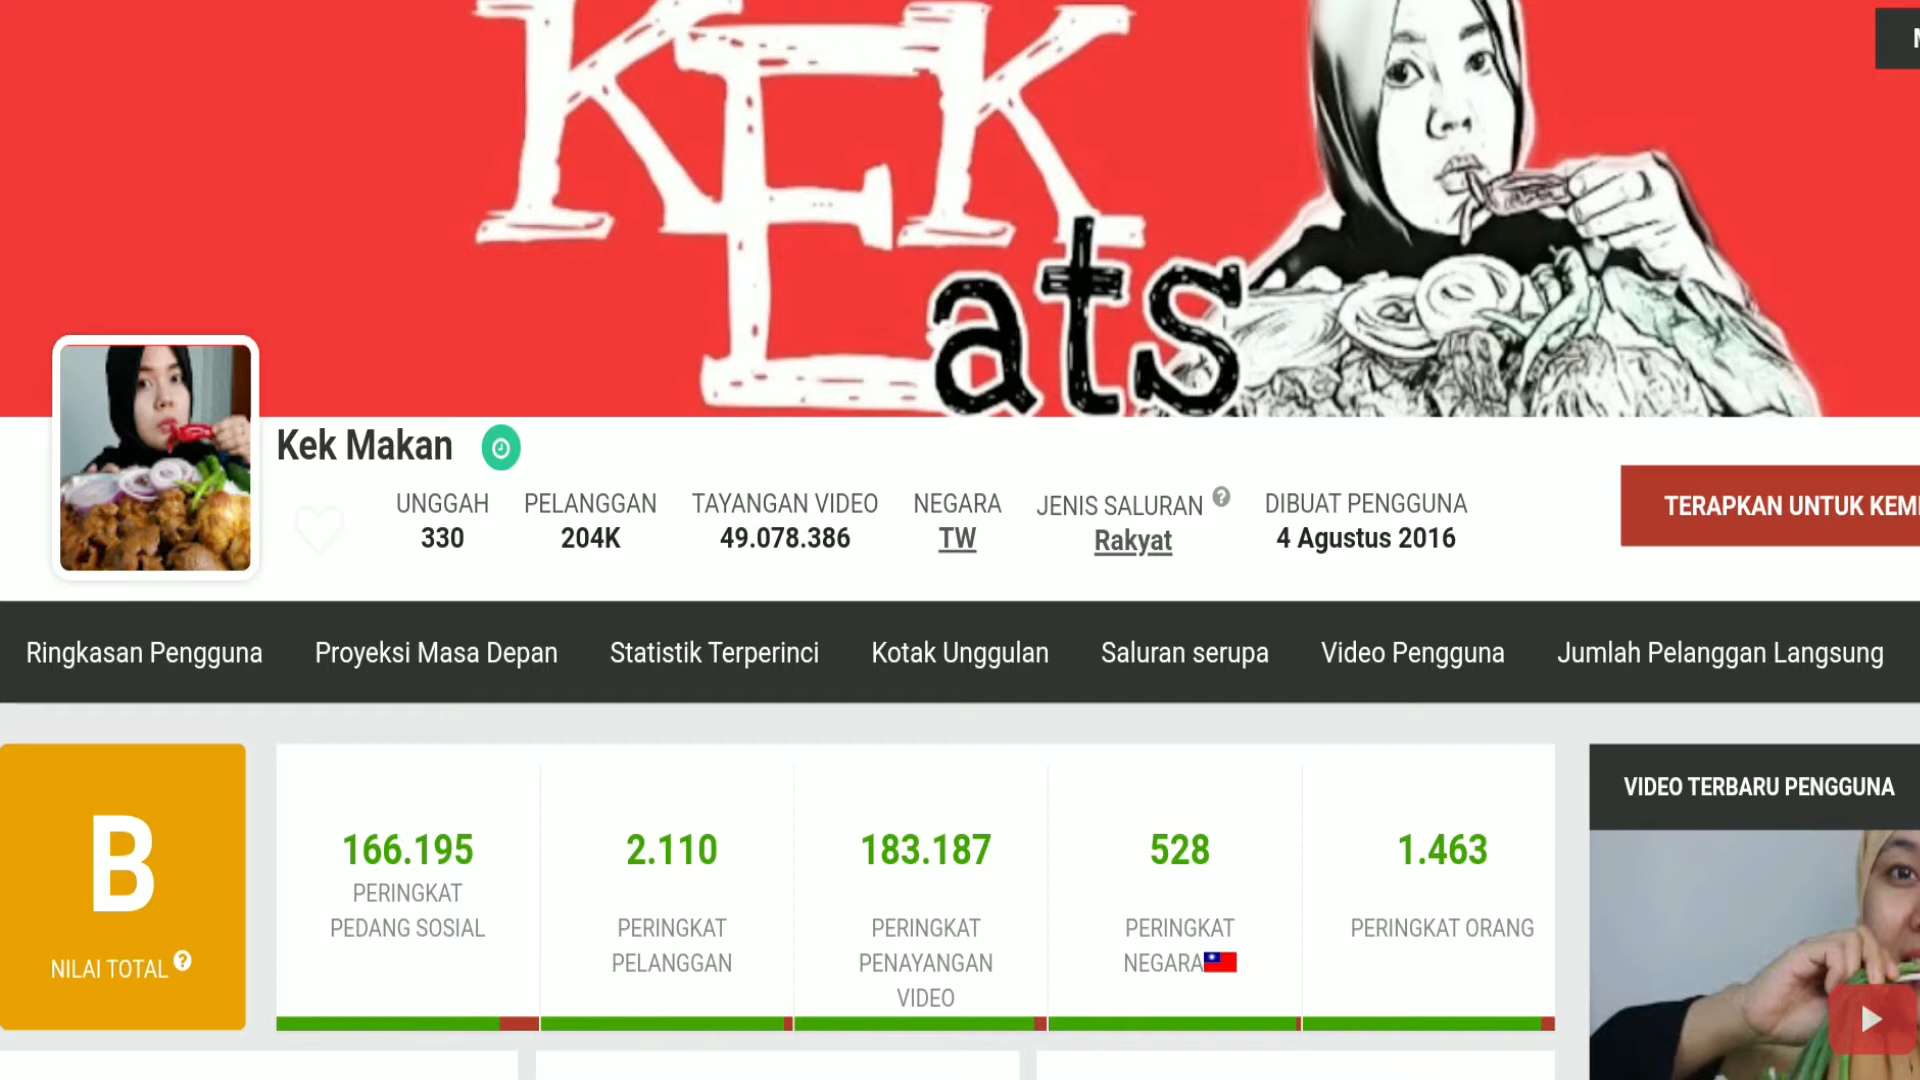 KEK
ats
Kek Makan
UNGGAH
330
PELANGGAN
204K
TAYANGAN VIDEO
49.078.386
NEGARA
TW
JENIS SALURAN ?
Rakyat
DIBUAT PENGGUNA
4 Agustus 2016
TERAPKAN UNTUK
Ringkasan Pengguna
Proyeksi Masa Depan
Statistik Terperinci
Kotak Unggulan
Saluran serupa
Video Pengguna
Jumlah Pelanggan Langsung
B
NILAI TOTAL ?
166.195
PERINGKAT
PEDANG SOSIAL
2.110
PERINGKAT
PELANGGAN
183.187
PERINGKAT
PENAYANGAN
VIDEO
528
PERINGKAT
NEGARA
1.463
PERINGKAT ORANG
VIDEO TERBARU PENGGUNA